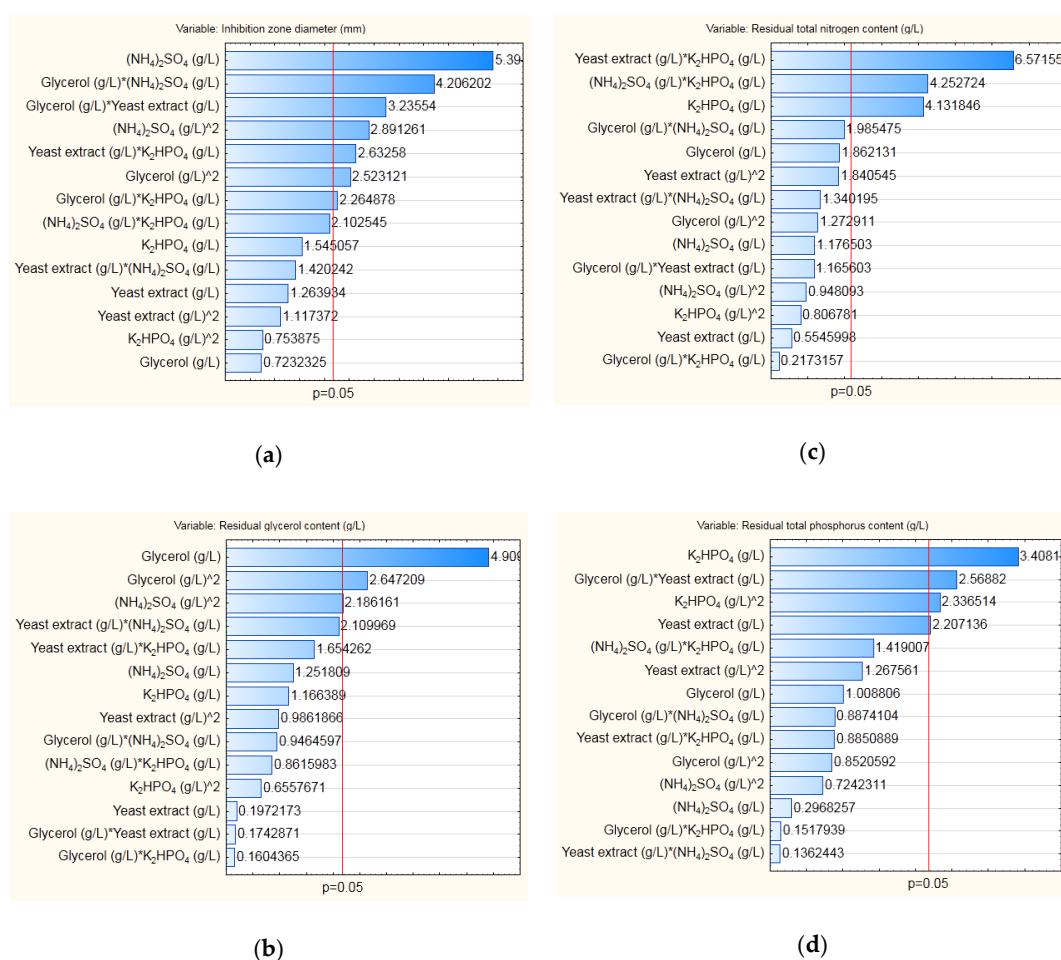 Variable: Inhibition zone diameter (mm)
(NH₄)₂SO₄ (g/L) 5.394
Glycerol (g/L)*(NH₄)₂SO₄ (g/L) 4.206202
Glycerol (g/L)*Yeast extract (g/L) 3.23554
(NH₄)₂SO₄ (g/L)^2 2.891261
Yeast extract (g/L)*K₂HPO₄ (g/L) 2.63258
Glycerol (g/L)^2 2.523121
Glycerol (g/L)*K₂HPO₄ (g/L) 2.264878
(NH₄)₂SO₄ (g/L)*K₂HPO₄ (g/L) 2.102545
K₂HPO₄ (g/L) 1.545057
Yeast extract (g/L)*(NH₄)₂SO₄ (g/L) 1.420242
Yeast extract (g/L) 1.263934
Yeast extract (g/L)^2 1.117372
K₂HPO₄ (g/L)^2 0.753875
Glycerol (g/L) 0.7232325
p=0.05
(a)
Variable: Residual total nitrogen content (g/L)
Yeast extract (g/L)*K₂HPO₄ (g/L) 6.57155
(NH₄)₂SO₄ (g/L)*K₂HPO₄ (g/L) 4.252724
K₂HPO₄ (g/L) 4.131846
Glycerol (g/L)*(NH₄)₂SO₄ (g/L) 1.985475
Glycerol (g/L) 1.862131
Yeast extract (g/L)^2 1.840545
Yeast extract (g/L)*(NH₄)₂SO₄ (g/L) 1.340195
Glycerol (g/L)^2 1.272911
(NH₄)₂SO₄ (g/L) 1.176503
Glycerol (g/L)*Yeast extract (g/L) 1.165603
(NH₄)₂SO₄ (g/L)^2 0.948093
K₂HPO₄ (g/L)^2 0.806781
Yeast extract (g/L) 0.5545998
Glycerol (g/L)*K₂HPO₄ (g/L) 0.2173157
p=0.05
(c)
Variable: Residual glycerol content (g/L)
Glycerol (g/L) 4.909
Glycerol (g/L)^2 2.647209
(NH₄)₂SO₄ (g/L)^2 2.186161
Yeast extract (g/L)*(NH₄)₂SO₄ (g/L) 2.109969
Yeast extract (g/L)*K₂HPO₄ (g/L) 1.654262
(NH₄)₂SO₄ (g/L) 1.251809
K₂HPO₄ (g/L) 1.166389
Yeast extract (g/L)^2 0.9861866
Glycerol (g/L)*(NH₄)₂SO₄ (g/L) 0.9464597
(NH₄)₂SO₄ (g/L)*K₂HPO₄ (g/L) 0.8615983
K₂HPO₄ (g/L)^2 0.6557671
Yeast extract (g/L) 0.1972173
Glycerol (g/L)*Yeast extract (g/L) 0.1742871
Glycerol (g/L)*K₂HPO₄ (g/L) 0.1604365
p=0.05
(b)
Variable: Residual total phosphorus content (g/L)
K₂HPO₄ (g/L) 3.4081
Glycerol (g/L)*Yeast extract (g/L) 2.56882
K₂HPO₄ (g/L)^2 2.336514
Yeast extract (g/L) 2.207136
(NH₄)₂SO₄ (g/L)*K₂HPO₄ (g/L) 1.419007
Yeast extract (g/L)^2 1.267561
Glycerol (g/L) 1.008806
Glycerol (g/L)*(NH₄)₂SO₄ (g/L) 0.8874104
Yeast extract (g/L)*K₂HPO₄ (g/L) 0.8850889
Glycerol (g/L)^2 0.8520592
(NH₄)₂SO₄ (g/L)^2 0.7242311
(NH₄)₂SO₄ (g/L) 0.2968257
Glycerol (g/L)*K₂HPO₄ (g/L) 0.1517939
Yeast extract (g/L)*(NH₄)₂SO₄ (g/L) 0.1362443
p=0.05
(d)